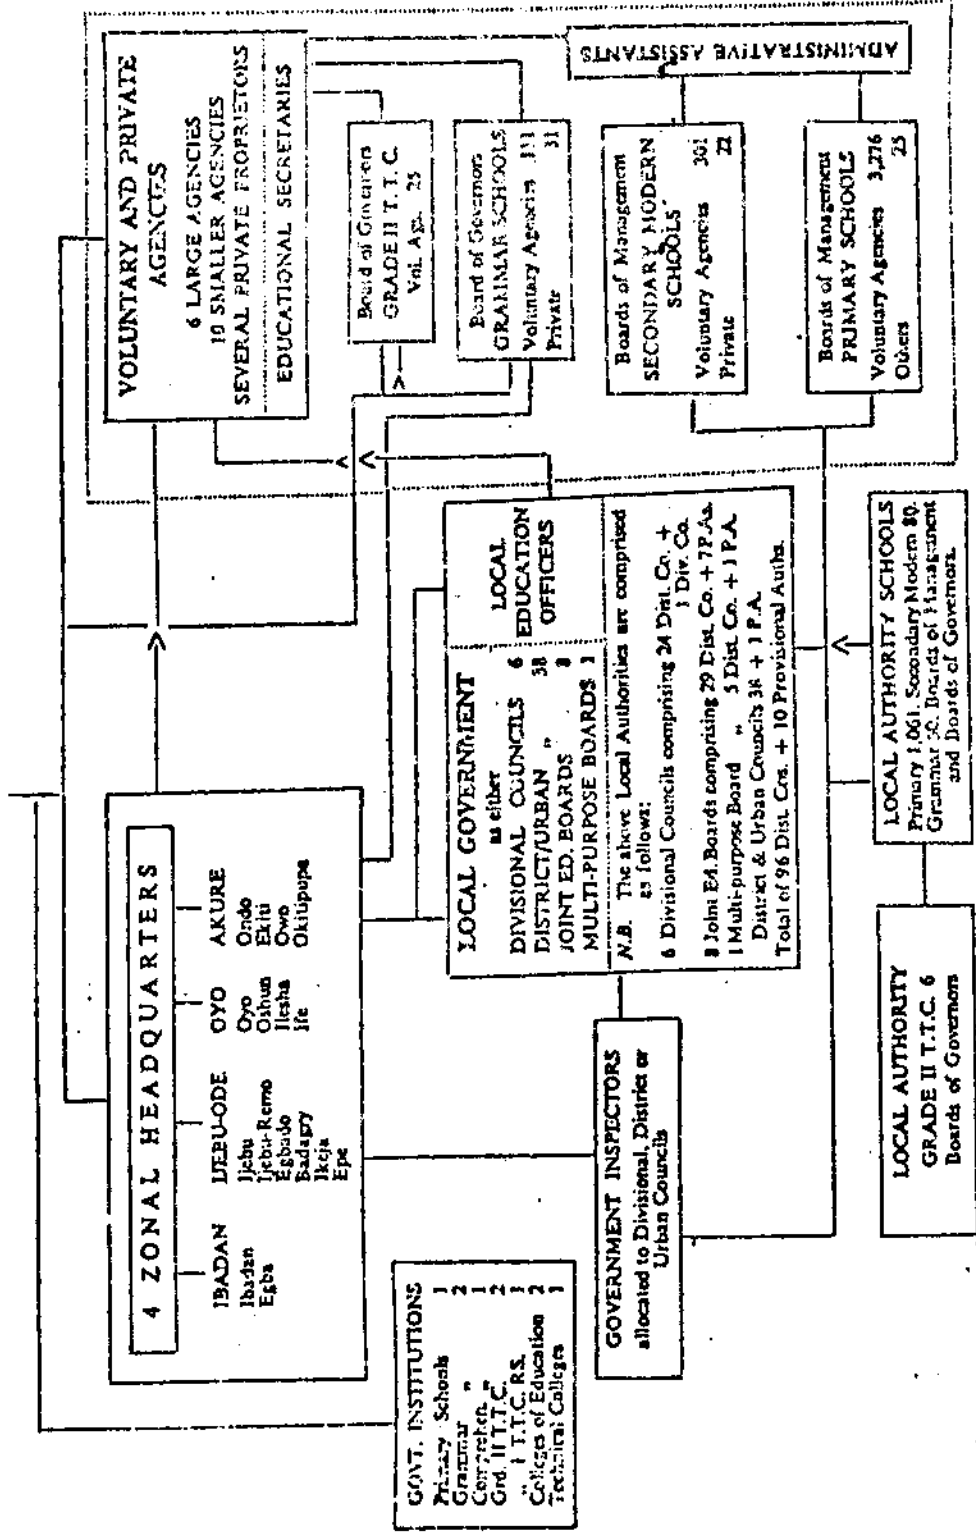 4 ZONAL HEADQUARTERS
IBADAN
Ibadan
Egba
IJEBU-ODE
Ijebu
Ijebu-Remo
Egbado
Badagry
Ikeja
Epe
OYO
Oyo
Oshun
Ilesha
Ife
AKURE
Ondo
Ekiti
Owo
Okitipupa
VOLUNTARY AND PRIVATE
AGENCIES
6 LARGE AGENCIES
10 SMALLER AGENCIES
SEVERAL PRIVATE PROPRIETORS
EDUCATIONAL SECRETARIES
ADMINISTRATIVE ASSISTANTS
Board of Governors
GRADE II T. T. C.
Vol. Ags. 25
Board of Governors
GRAMMAR SCHOOLS
Voluntary Agencies
Private 31
Boards of Management
SECONDARY MODERN
SCHOOLS
Voluntary Agencies 301
Private 22
Boards of Management
PRIMARY SCHOOLS
Voluntary Agencies 3,276
Others 25
GOVT. INSTITUTIONS
Primary Schools 1
Grammar " 2
Comprehen. " 1
Grd. II T.T.C. 2
" I T.T.C. RS. 1
Colleges of Education 2
Technical Colleges 1
LOCAL GOVERNMENT
as either
DIVISIONAL COUNCILS 6
DISTRICT/URBAN " 38
JOINT ED. BOARDS 8
MULTI-PURPOSE BOARDS 1
LOCAL
EDUCATION
OFFICERS
N.B. The above Local Authorities are comprised
as follows:
6 Divisional Councils comprising 24 Dist. Co. +
1 Div. Co.
8 Joint Ed. Boards comprising 29 Dist. Co. + 7 P.As.
1 Multi-purpose Board " 5 Dist. Co. + 1 P.A.
District & Urban Councils 38 + 1 P.A.
Total of 96 Dist. Cos. + 10 Provisional Auths.
GOVERNMENT INSPECTORS
allocated to Divisional, District or
Urban Councils
LOCAL AUTHORITY SCHOOLS
Primary 1,061. Secondary Modern 80.
Grammar Boards of Management
and Boards of Governors.
LOCAL AUTHORITY
GRADE II T.T.C. 6
Boards of Governors